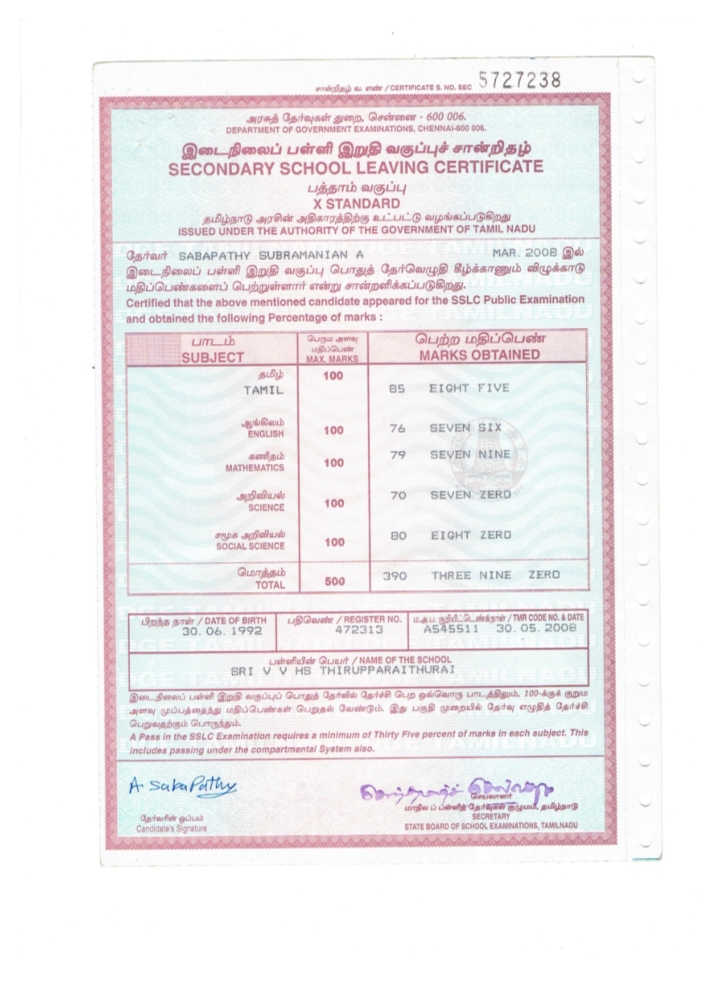 சான்றிதழ் வ. எண் / CERTIFICATE S. NO. SEC 5727238
அரசுத் தேர்வுகள் துறை, சென்னை - 600 006.
DEPARTMENT OF GOVERNMENT EXAMINATIONS, CHENNAI-600 006.
இடைநிலைப் பள்ளி இறுதி வகுப்புச் சான்றிதழ்
SECONDARY SCHOOL LEAVING CERTIFICATE
பத்தாம் வகுப்பு
X STANDARD
தமிழ்நாடு அரசின் அதிகாரத்திற்கு உட்பட்டு வழங்கப்படுகிறது
ISSUED UNDER THE AUTHORITY OF THE GOVERNMENT OF TAMIL NADU
தேர்வர் SABAPATHY SUBRAMANIAN A MAR. 2008 இல்
இடைநிலைப் பள்ளி இறுதி வகுப்பு பொதுத் தேர்வெழுதி கீழ்க்காணும் விழுக்காடு
மதிப்பெண்களைப் பெற்றுள்ளார் என்று சான்றளிக்கப்படுகிறது.
Certified that the above mentioned candidate appeared for the SSLC Public Examination
and obtained the following Percentage of marks :
பாடம் பெரும அளவு மதிப்பெண் பெற்ற மதிப்பெண்
SUBJECT MAX. MARKS MARKS OBTAINED
தமிழ் 100
TAMIL 85 EIGHT FIVE
ஆங்கிலம்
ENGLISH 100 76 SEVEN SIX
கணிதம்
MATHEMATICS 100 79 SEVEN NINE
அறிவியல்
SCIENCE 100 70 SEVEN ZERO
சமூக அறிவியல்
SOCIAL SCIENCE 100 80 EIGHT ZERO
மொத்தம்
TOTAL 500 390 THREE NINE ZERO
பிறந்த நாள் / DATE OF BIRTH பதிவெண் / REGISTER NO. / TMR CODE NO. & DATE
30. 06. 1992 472313 A545511 30. 05. 2008
பள்ளியின் பெயர் / NAME OF THE SCHOOL
SRI V V HS THIRUPPARAITHURAI
இடைநிலைப் பள்ளி இறுதி வகுப்புப் பொதுத் தேர்வில் தேர்ச்சி பெற ஒவ்வொரு பாடத்திலும், 100-க்குக் குறும
அளவு முப்பத்தைந்து மதிப்பெண்கள் பெறுதல் வேண்டும். இது பகுதி முறையில் தேர்வு எழுதித் தேர்ச்சி
பெறுவதற்கும் பொருந்தும்.
A Pass in the SSLC Examination requires a minimum of Thirty Five percent of marks in each subject. This
includes passing under the compartmental System also.
A. SabaPathy
தேர்வரின் ஒப்பம்
Candidate's Signature
செயலாளர்
மாநிலப் பள்ளித் தேர்வுகள் குழுமம், தமிழ்நாடு
SECRETARY
STATE BOARD OF SCHOOL EXAMINATIONS, TAMILNADU